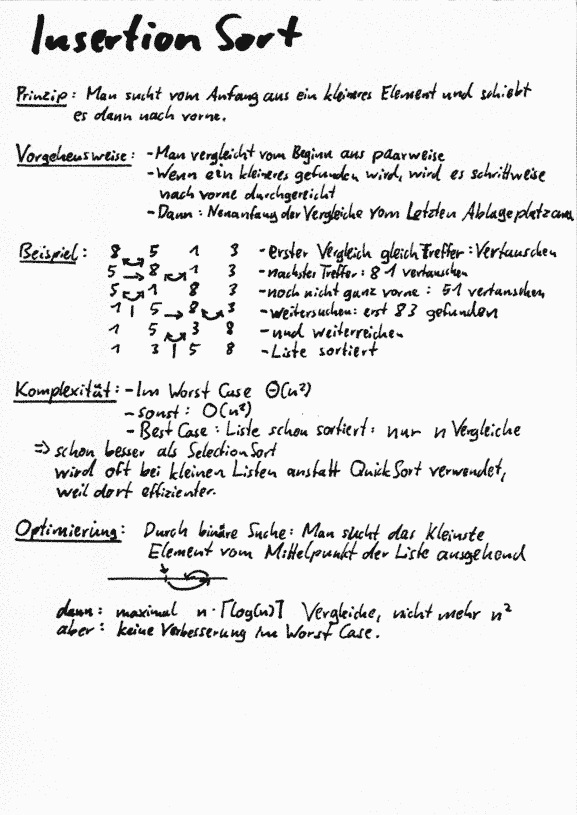 Insertion Sort
Prinzip: Man sucht vom Anfang aus ein kleineres Element und schiebt
es dann nach vorne.
Vorgehensweise: - Man vergleicht vom Beginn aus paarweise
- Wenn ein kleineres gefunden wird, wird es schrittweise
nach vorne durchgereicht
- Dann: Neuanfang der Vergleiche vom Letzten Ablageplatz aus
Beispiel: 8 5 1 3 - erster Vergleich gleich Treffer: Vertauschen
5 → 8 1 3 - nächster Treffer: 8 1 vertauschen
5 1 8 3 - noch nicht ganz vorne: 5 1 vertauschen
1 | 5 → 8 3 - weitersuchen: erst 8 3 gefunden
1 5 3 8 - und weiterreichen
1 3 | 5 8 - Liste sortiert
Komplexität: - Im Worst Case Θ(n²)
- sonst: O(n²)
- Best Case: Liste schon sortiert: nur n Vergleiche
⇒ schon besser als SelectionSort
wird oft bei kleinen Listen anstatt QuickSort verwendet,
weil dort effizienter.
Optimierung: Durch binäre Suche: Man sucht das kleinste
Element vom Mittelpunkt der Liste ausgehend
dann: maximal n·⌈log(n)⌉ Vergleiche, nicht mehr n²
aber: keine Verbesserung im Worst Case.